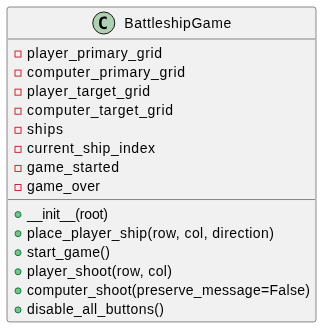 C BattleshipGame
player_primary_grid
computer_primary_grid
player_target_grid
computer_target_grid
ships
current_ship_index
game_started
game_over
__init__(root)
place_player_ship(row, col, direction)
start_game()
player_shoot(row, col)
computer_shoot(preserve_message=False)
disable_all_buttons()